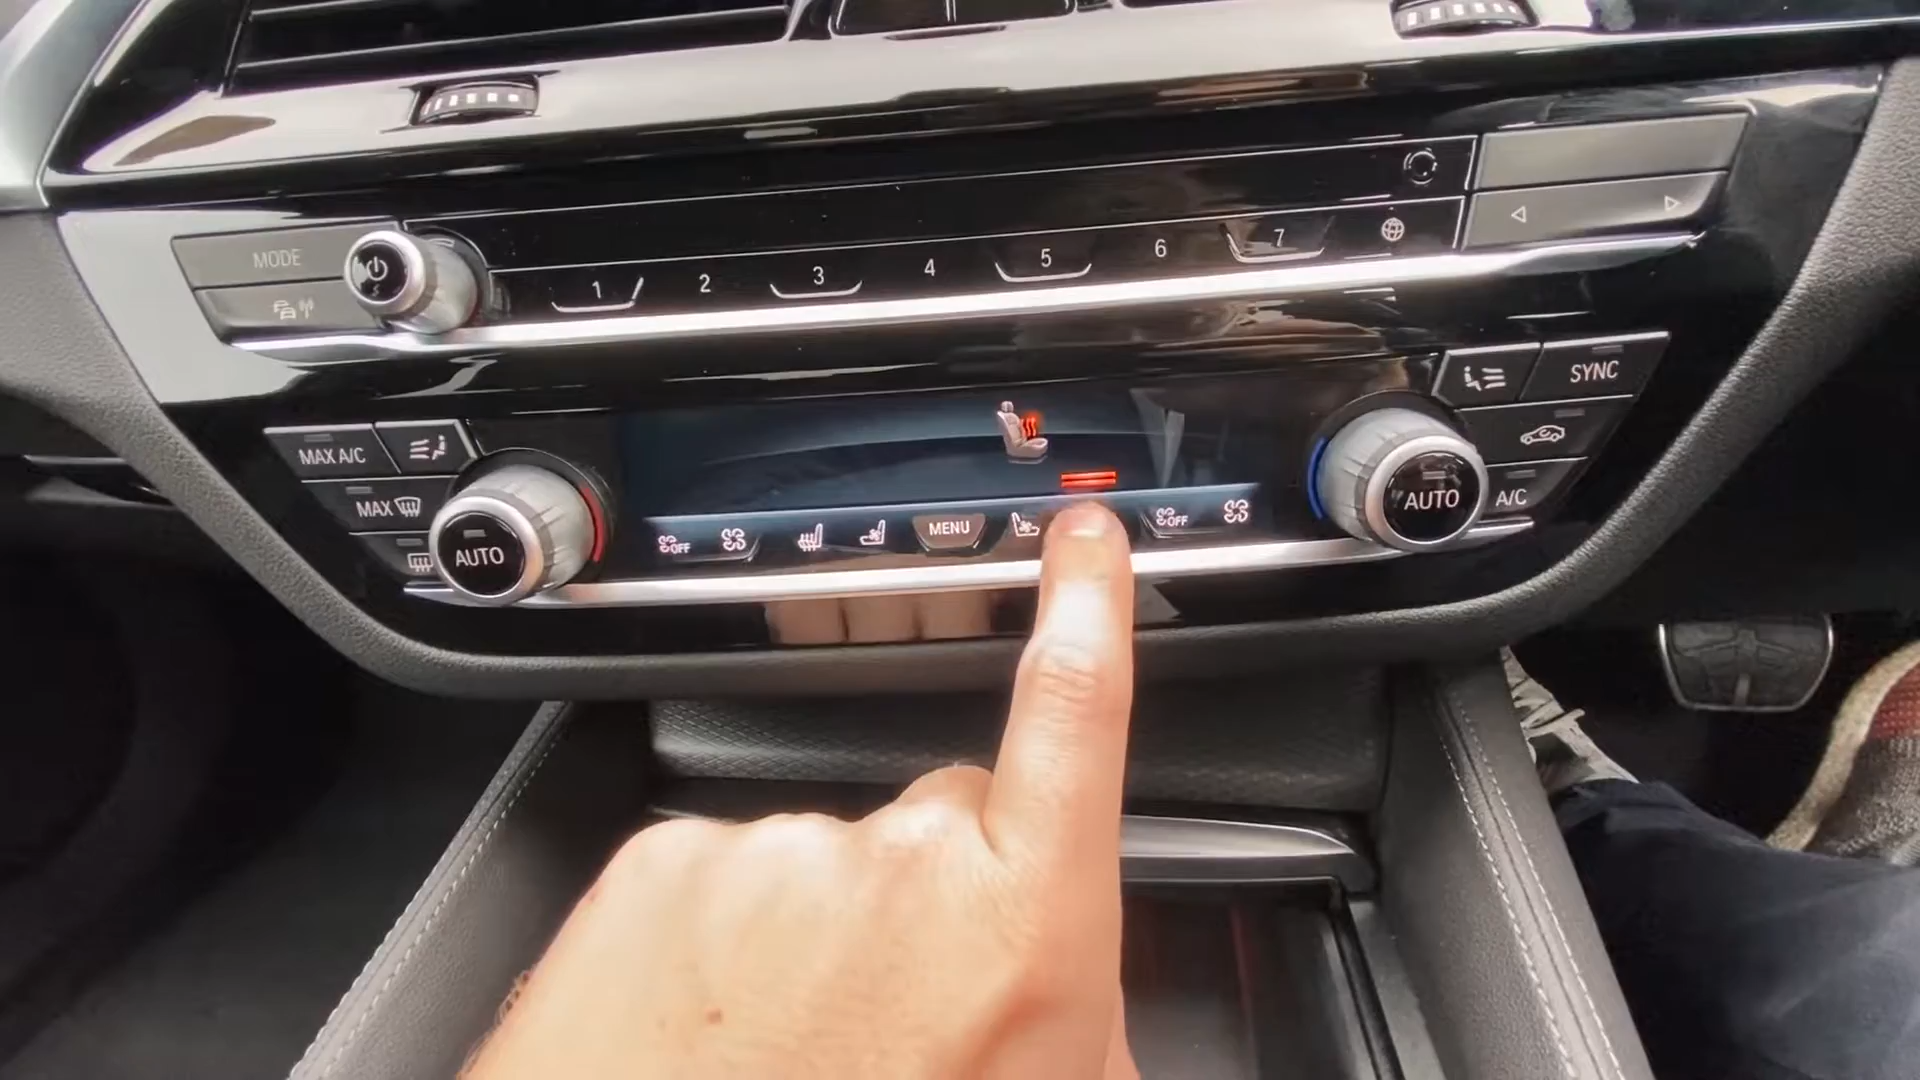 MODE
1 2 3 4 5 6 7
SYNC
MAX A/C
MAX
AUTO
OFF
MENU
OFF
AUTO
A/C